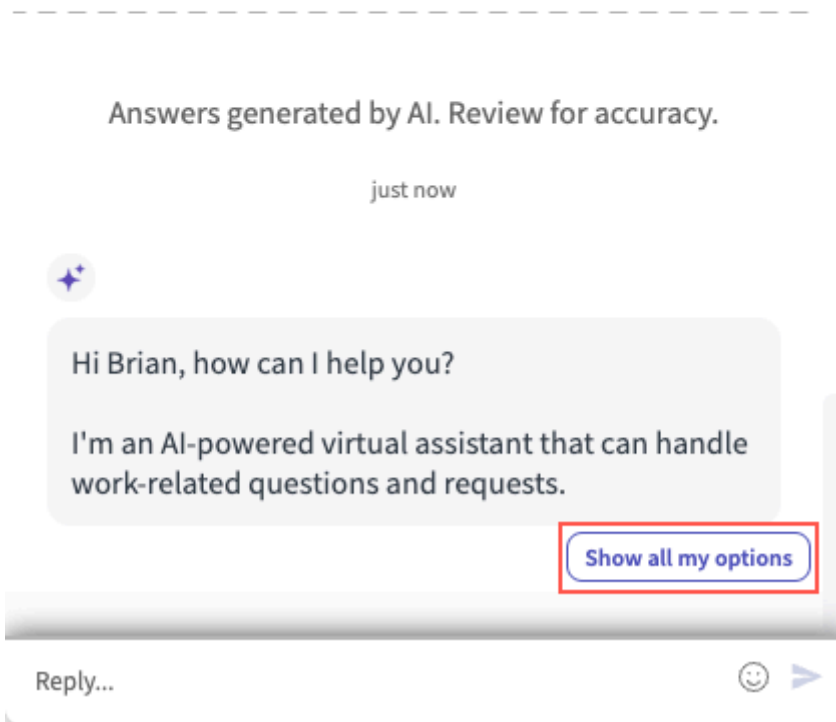 Answers generated by AI. Review for accuracy.
just now
Hi Brian, how can I help you?
I'm an AI-powered virtual assistant that can handle
work-related questions and requests.
Show all my options
Reply...